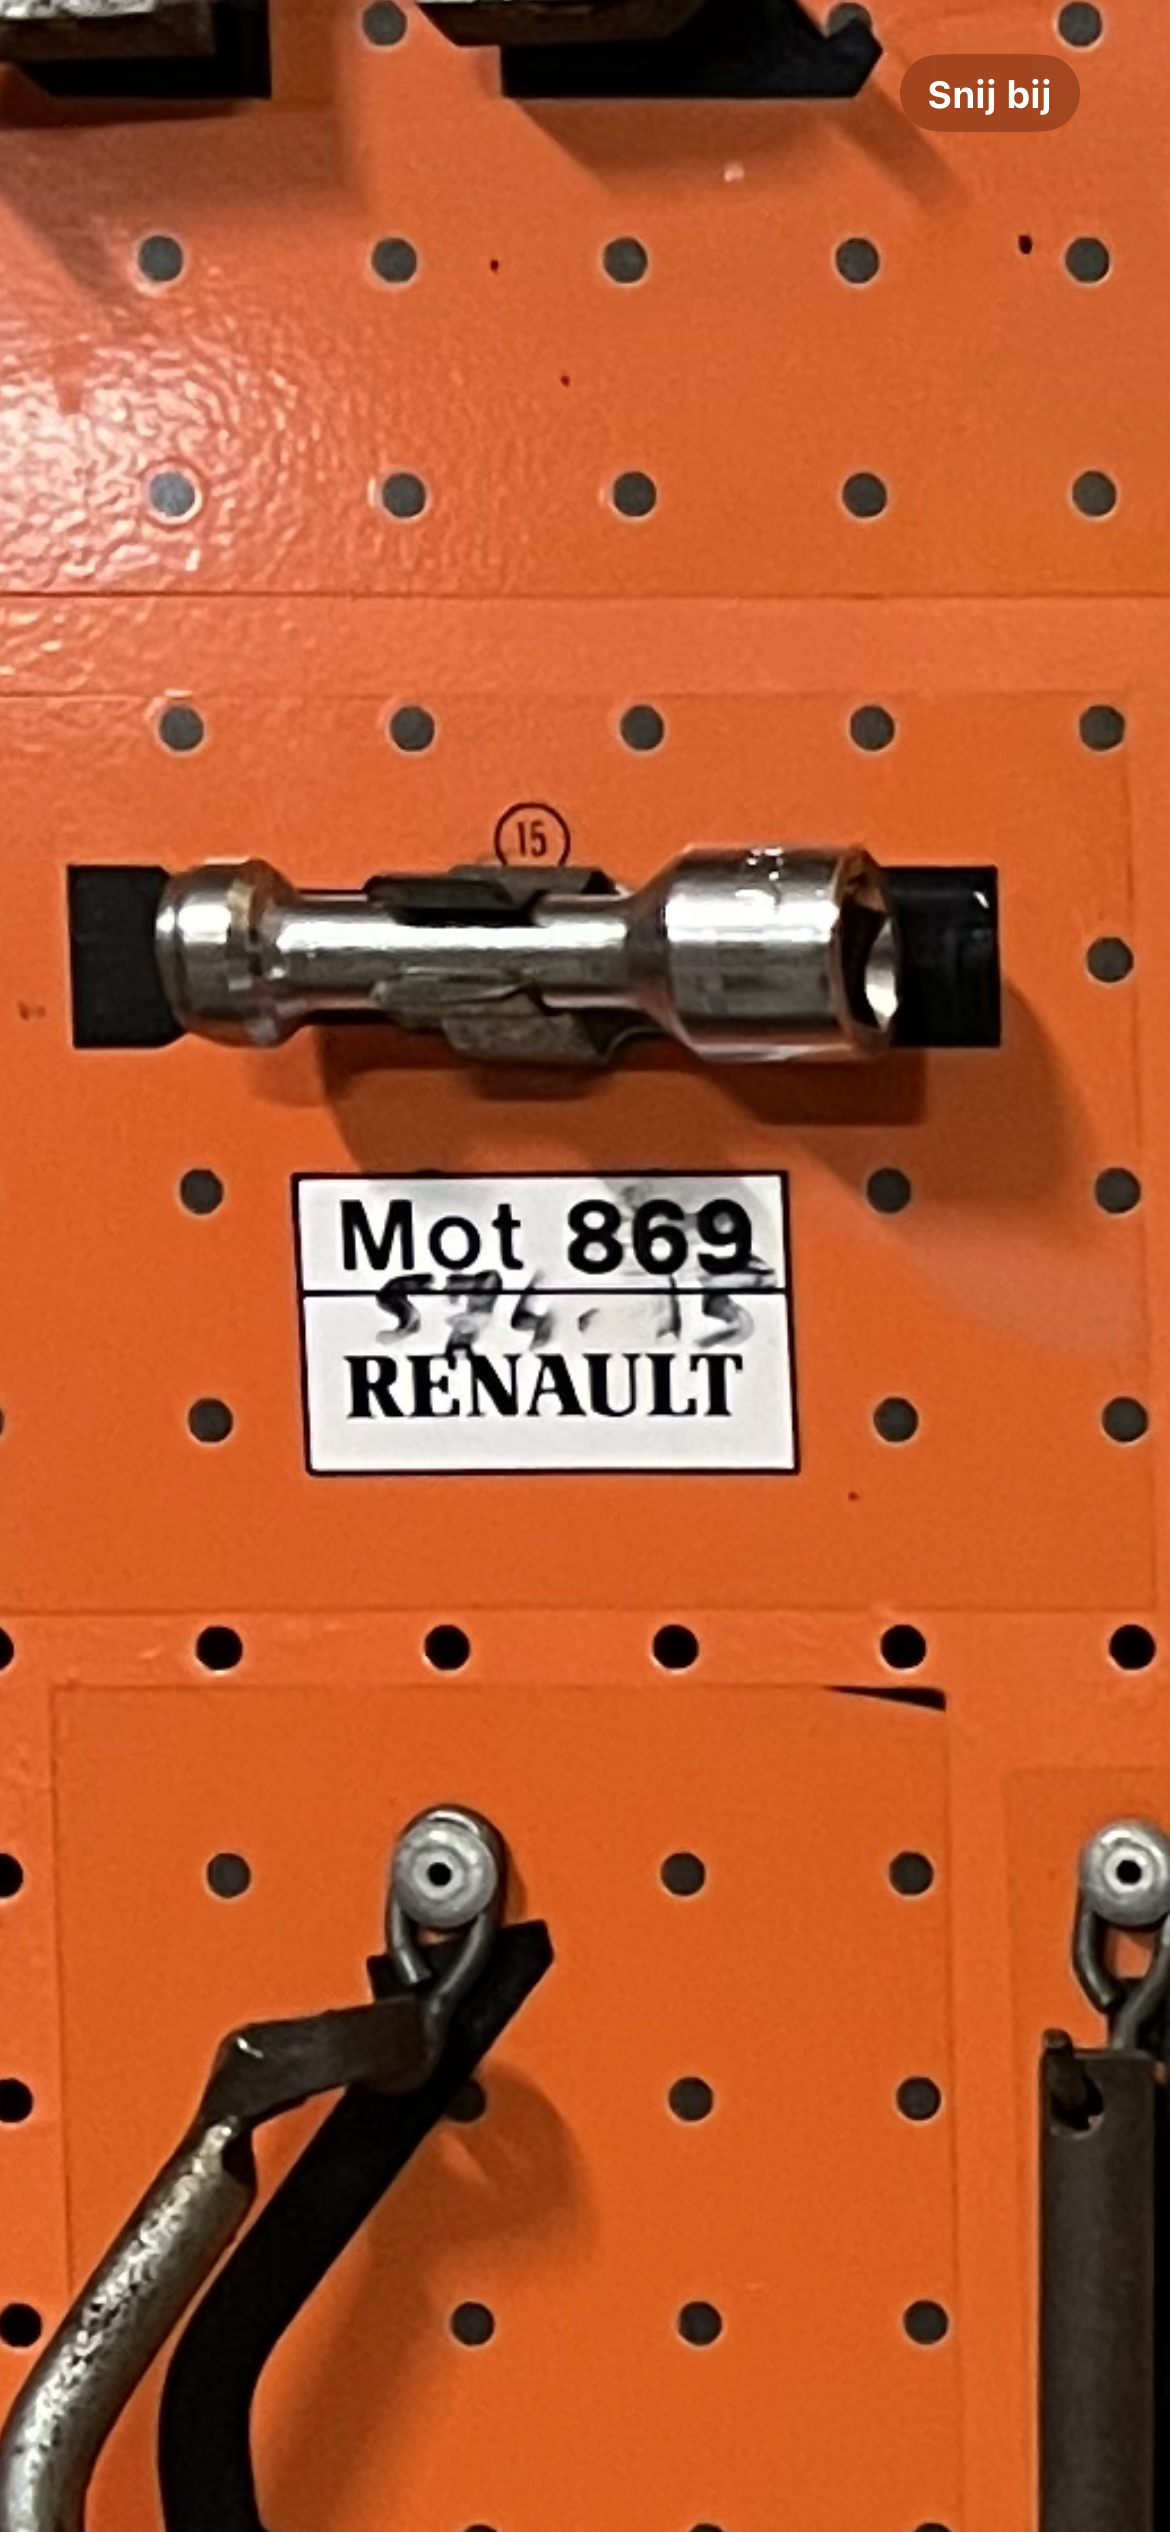 Snij bij
15
Mot 869
RENAULT